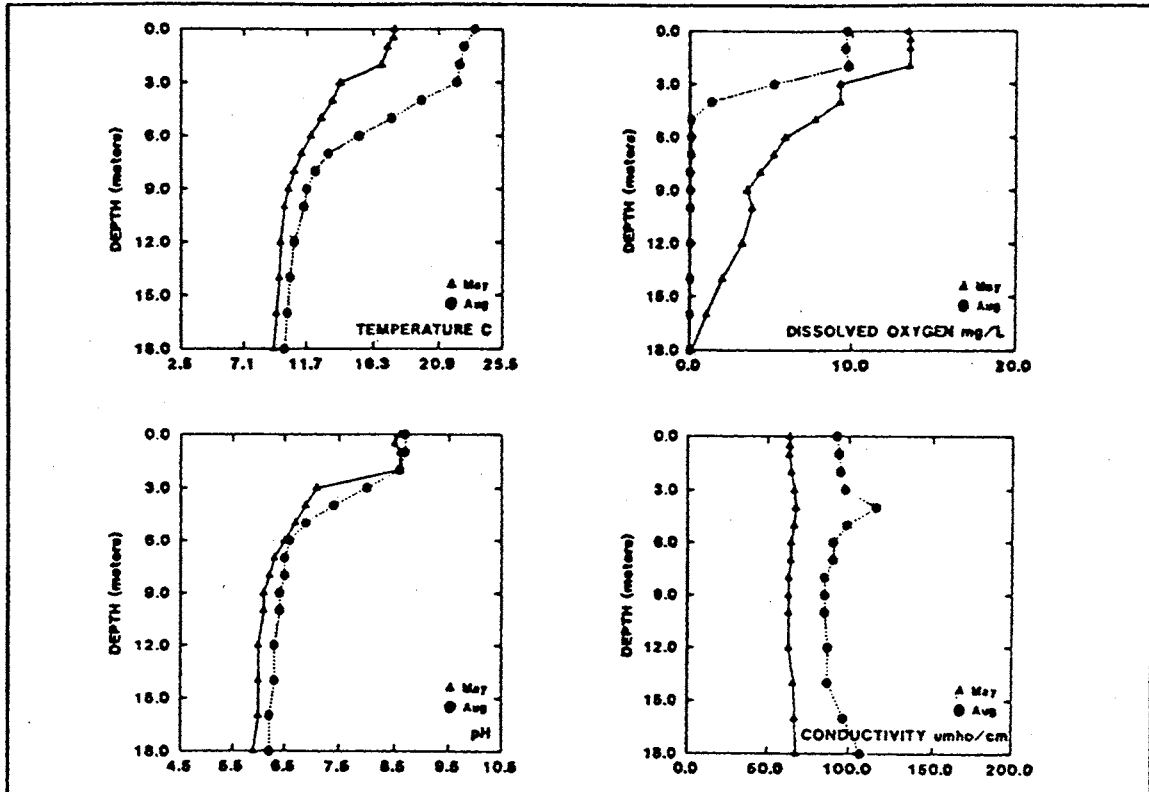 0.0
3.0
6.0
9.0
12.0
15.0
18.0
DEPTH (meters)
May
Aug
TEMPERATURE C
2.5 7.1 11.7 16.3 20.9 25.5
0.0
3.0
6.0
9.0
12.0
15.0
18.0
DEPTH (meters)
May
Aug
DISSOLVED OXYGEN mg/L
0.0 10.0 20.0
0.0
3.0
6.0
9.0
12.0
15.0
18.0
DEPTH (meters)
May
Aug
pH
4.5 5.5 6.5 7.5 8.5 9.5 10.5
0.0
3.0
6.0
9.0
12.0
15.0
18.0
DEPTH (meters)
May
Aug
CONDUCTIVITY umho/cm
0.0 50.0 100.0 150.0 200.0